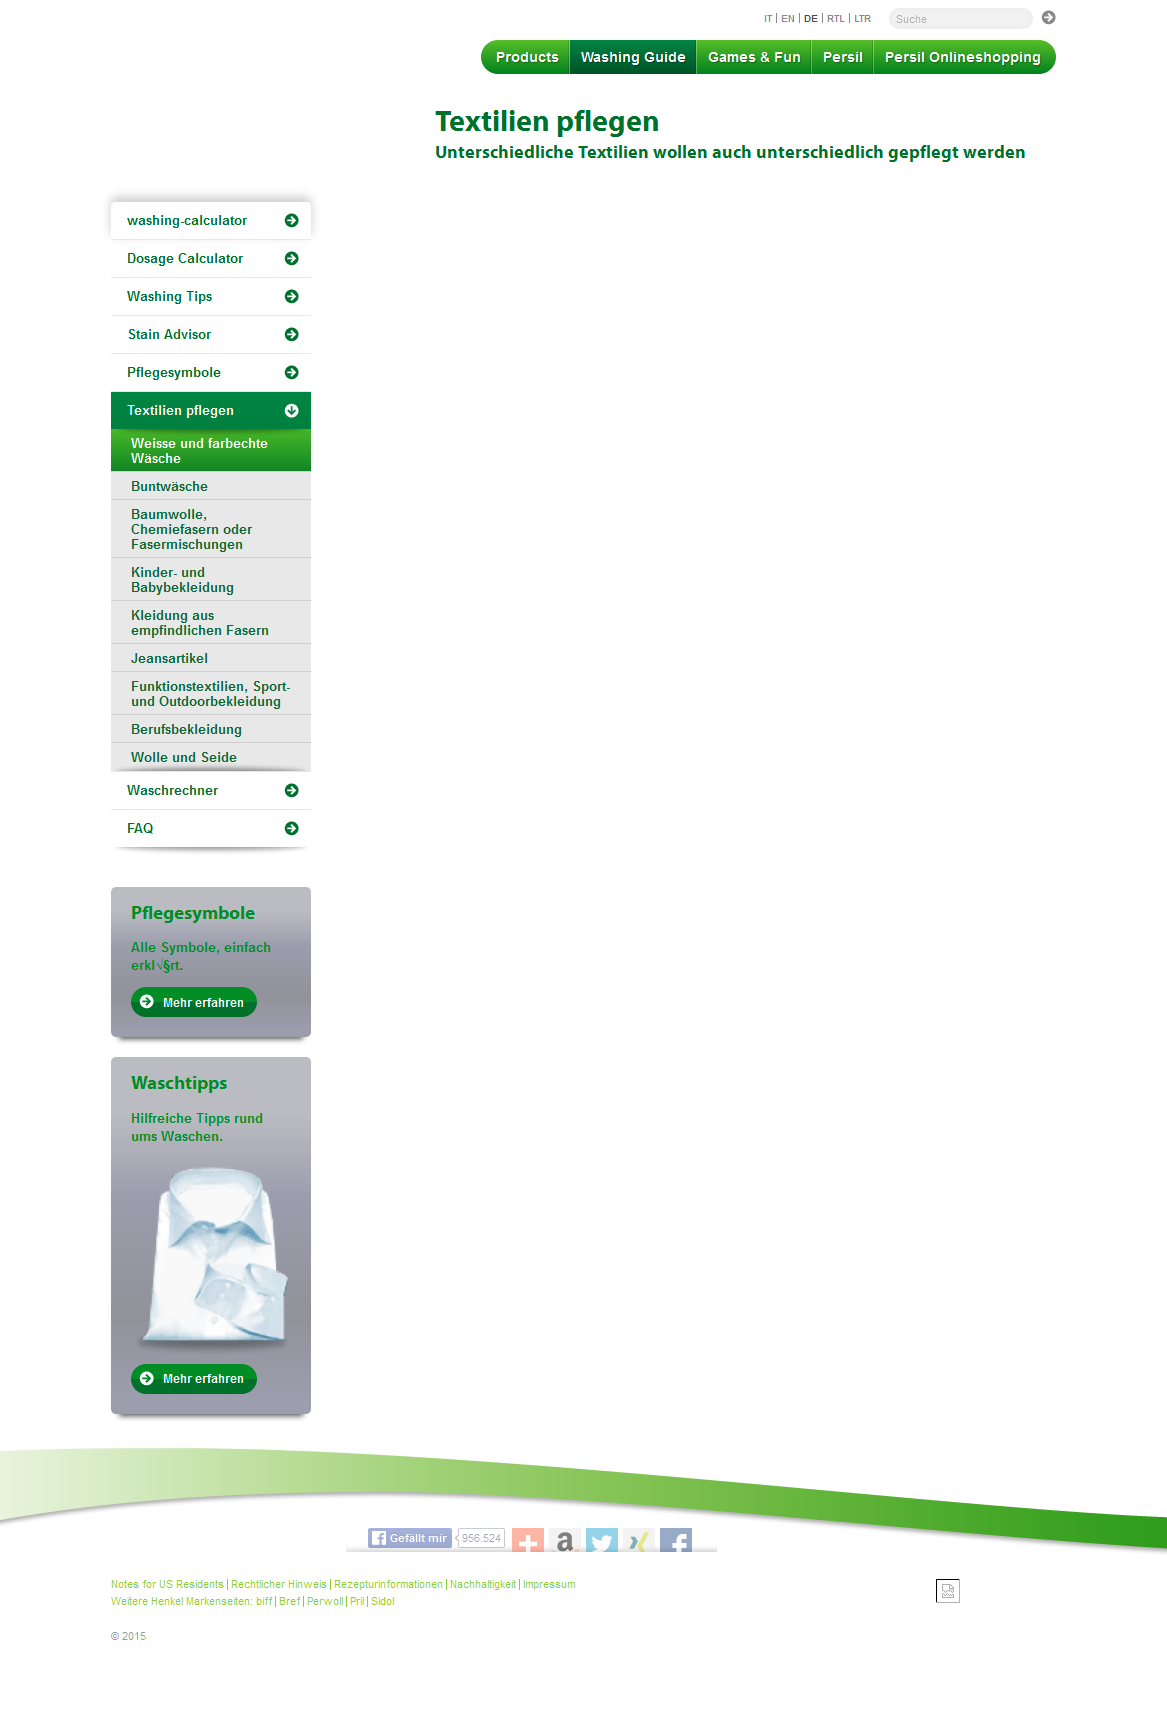 IT | EN | DE | RTL | LTR
Suche
Products
Washing Guide
Games & Fun
Persil
Persil Onlineshopping
Textilien pflegen
Unterschiedliche Textilien wollen auch unterschiedlich gepflegt werden
washing-calculator
Dosage Calculator
Washing Tips
Stain Advisor
Pflegesymbole
Textilien pflegen
Weisse und farbechte
Wäsche
Buntwäsche
Baumwolle,
Chemiefasern oder
Fasermischungen
Kinder- und
Babybekleidung
Kleidung aus
empfindlichen Fasern
Jeansartikel
Funktionstextilien, Sport-
und Outdoorbekleidung
Berufsbekleidung
Wolle und Seide
Waschrechner
FAQ
Pflegesymbole
Alle Symbole, einfach
erkl√§rt.
Mehr erfahren
Waschtipps
Hilfreiche Tipps rund
ums Waschen.
Mehr erfahren
Gefällt mir
956.524
Notes for US Residents | Rechtlicher Hinweis | Rezepturinformationen | Nachhaltigkeit | Impressum
Weitere Henkel Markenseiten: biff | Bref | Perwoll | Pril | Sidol
© 2015